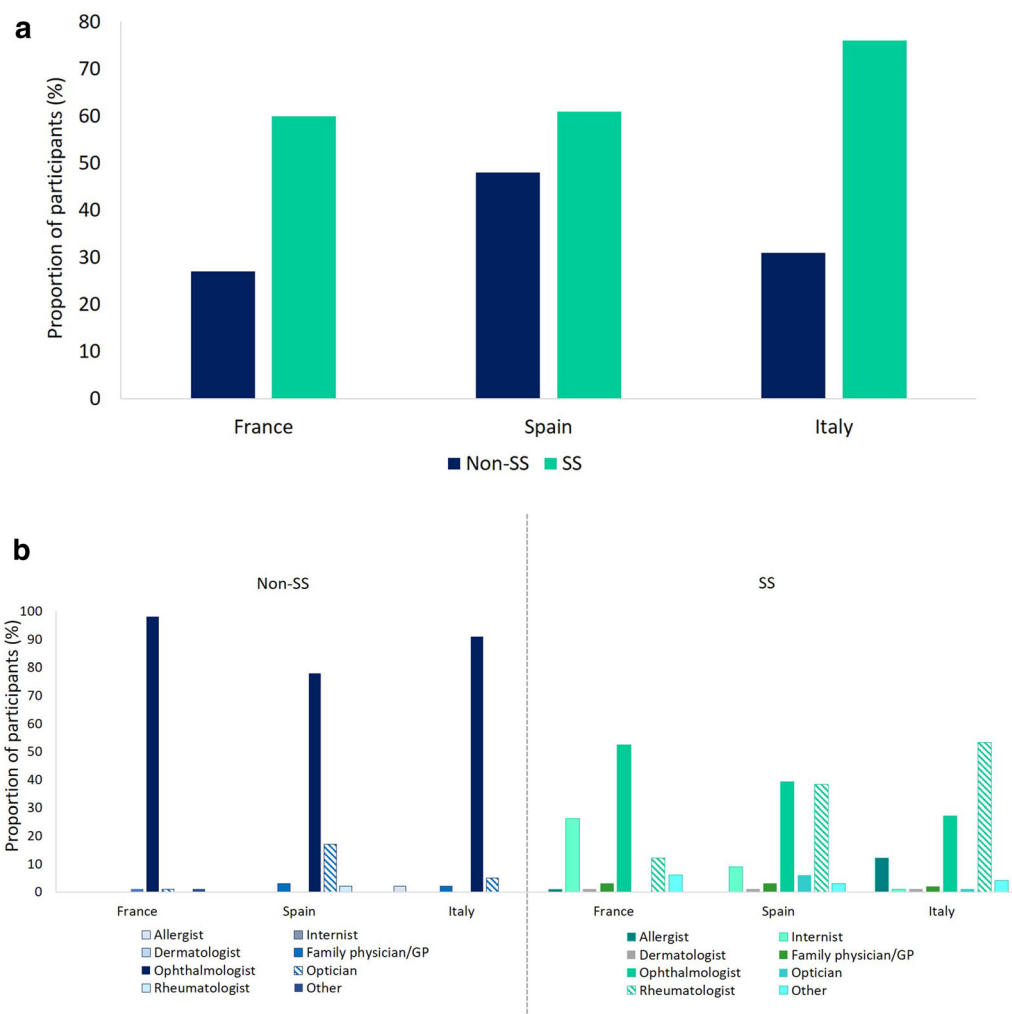 a
Proportion of participants (%)
80
70
60
50
40
30
20
10
0
France Spain Italy
Non-SS SS
b
Non-SS SS
Proportion of participants (%)
100
90
80
70
60
50
40
30
20
10
0
France Spain Italy France Spain Italy
Allergist Internist
Dermatologist Family physician/GP
Ophthalmologist Optician
Rheumatologist Other
Allergist Internist
Dermatologist Family physician/GP
Ophthalmologist Optician
Rheumatologist Other